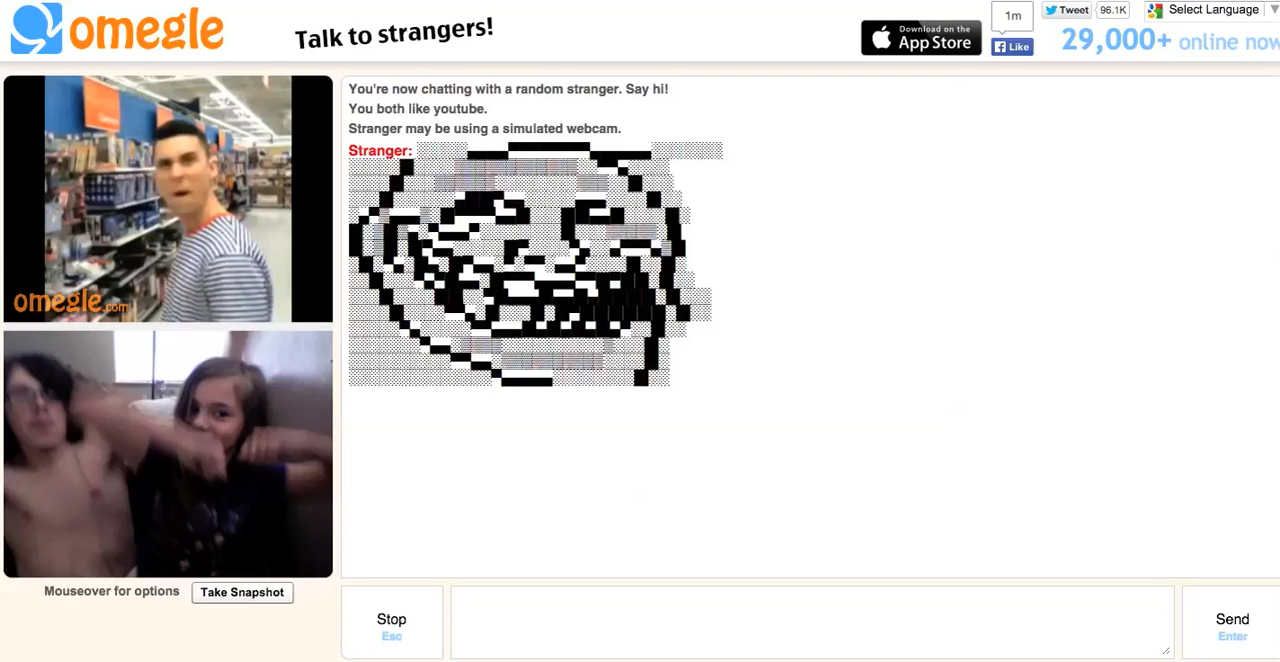 omegle
Talk to strangers!
Download on the
App Store
1m
Like
Tweet 96.1K
Select Language
29,000+ online now
You're now chatting with a random stranger. Say hi!
You both like youtube.
Stranger may be using a simulated webcam.
Stranger:
omegle.com
Mouseover for options
Take Snapshot
Stop
Esc
Send
Enter